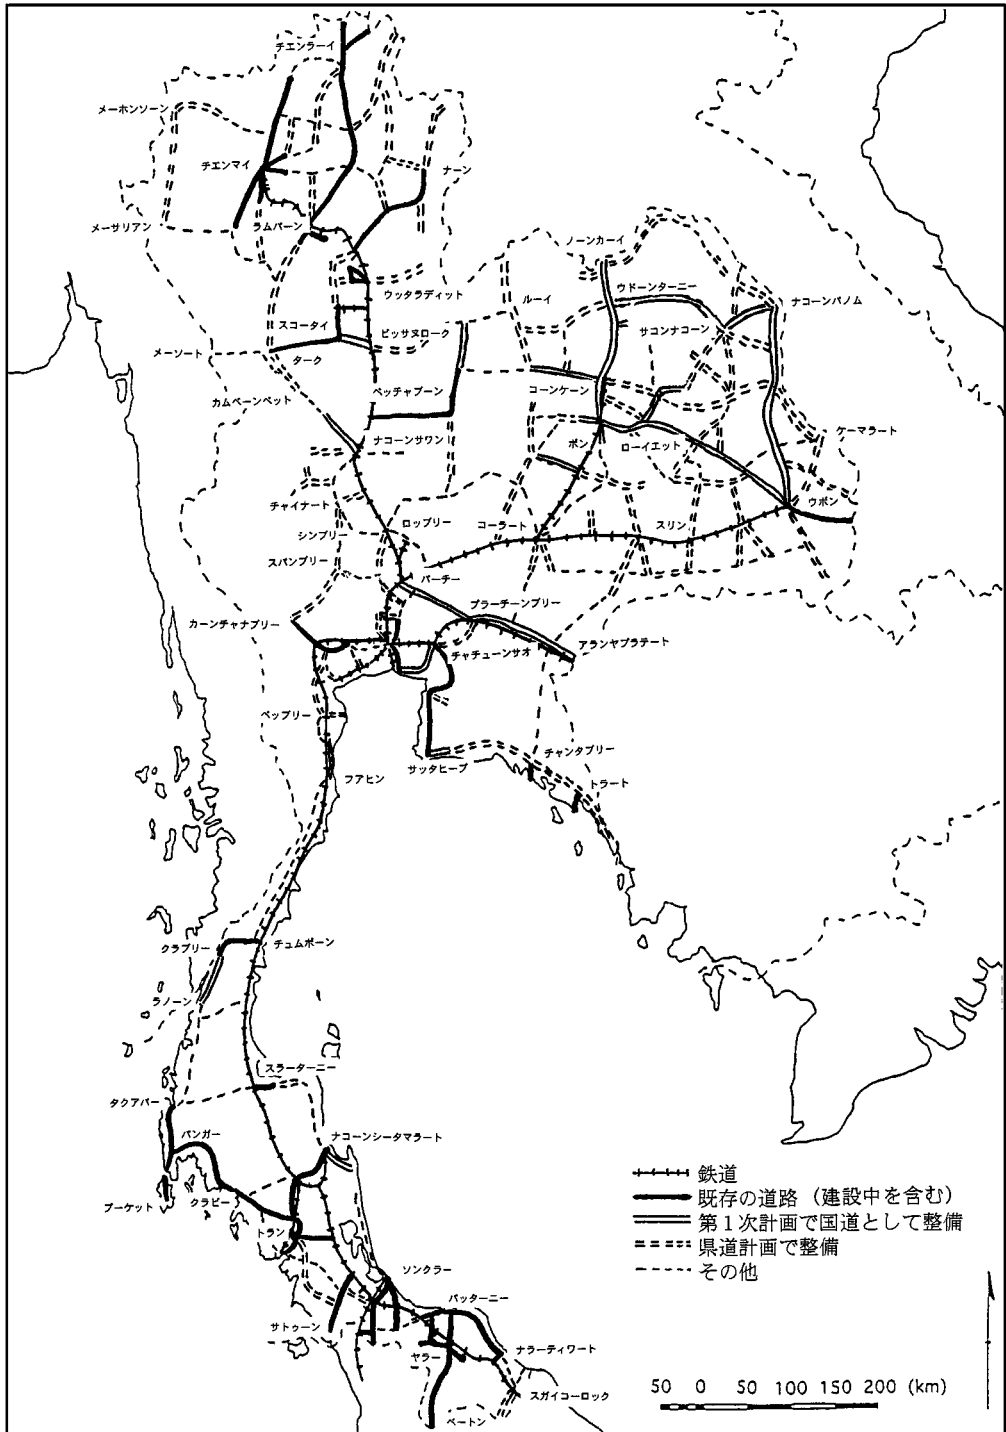 チエンラーイ
メーホンソーン
チエンマイ
ナーン
メーサリアン
ラムパーン
ノーンカーイ
ウドーンターニー
ルーイ
ナコーンパノム
ウッタラディット
サコンナコーン
スコータイ
ピッサヌローク
メーソート
ターク
コーンケーン
ペッチャブーン
カムペーンペット
ナコーンサワン
ポン
ローイエット
ケーマラート
チャイナート
ウボン
ロッブリー
コーラート
スリン
シンブリー
スパンブリー
パーチー
プラーチーンブリー
カーンチャナブリー
アランヤプラテート
チャチューンサオ
ペッブリー
チャンタブリー
サッタヒープ
フアヒン
トラート
クラブリー
チュムポーン
ラノーン
スラーターニー
タクアパー
パンガー
ナコーンシータマラート
プーケット
クラビー
トラン
ソンクラー
パッターニー
サトゥーン
ナラーティワート
ヤラー
スガイコーロック
ベートン
鉄道
既存の道路（建設中を含む）
第１次計画で国道として整備
県道計画で整備
その他
50 0 50 100 150 200 (km)